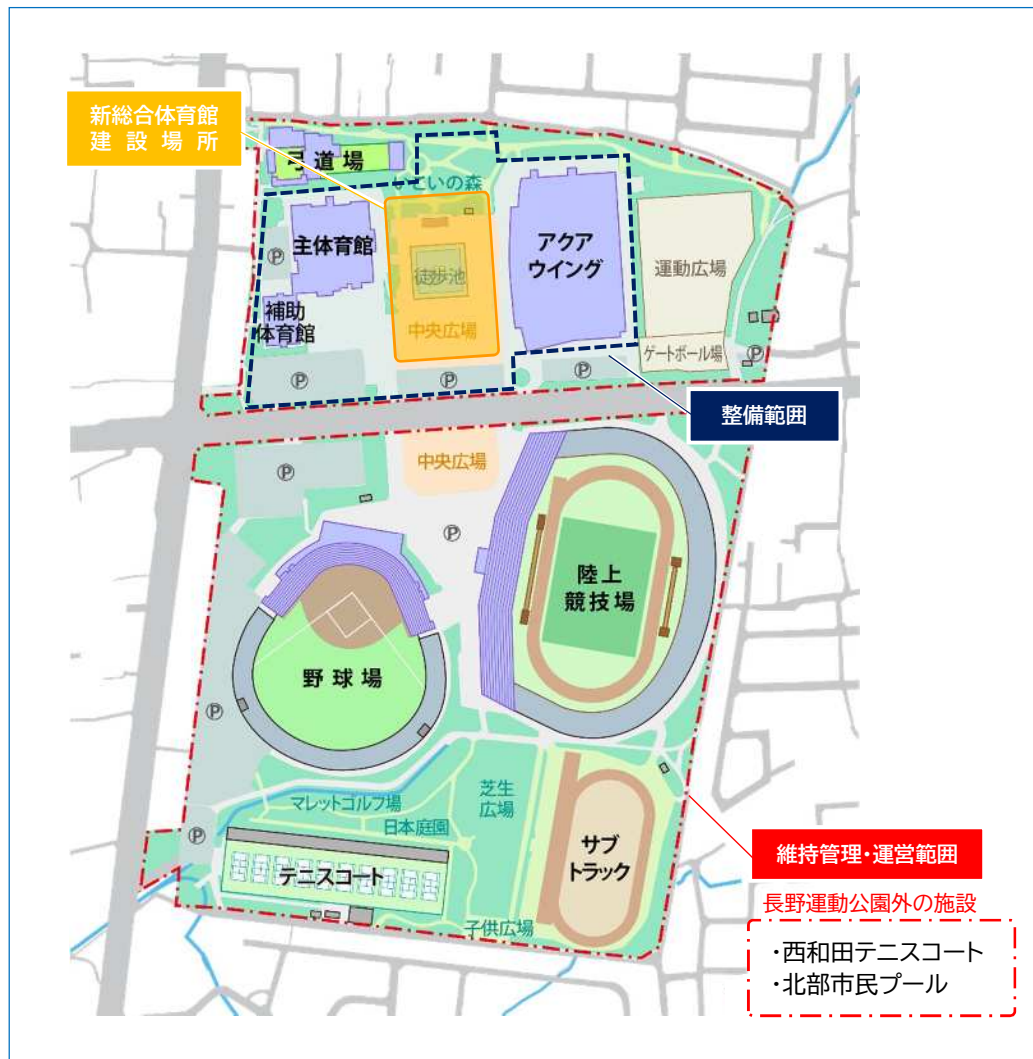 新総合体育館
建設場所
弓道場
いこいの森
主体育館
徒歩池
アクア
ウイング
運動広場
Ⓟ
補助
体育館
中央広場
ゲートボール場
Ⓟ
Ⓟ
Ⓟ
Ⓟ
整備範囲
中央広場
Ⓟ
Ⓟ
陸上
競技場
野球場
Ⓟ
芝生
広場
マレットゴルフ場
日本庭園
Ⓟ
サブ
トラック
テニスコート
子供広場
維持管理・運営範囲
長野運動公園外の施設
・西和田テニスコート
・北部市民プール